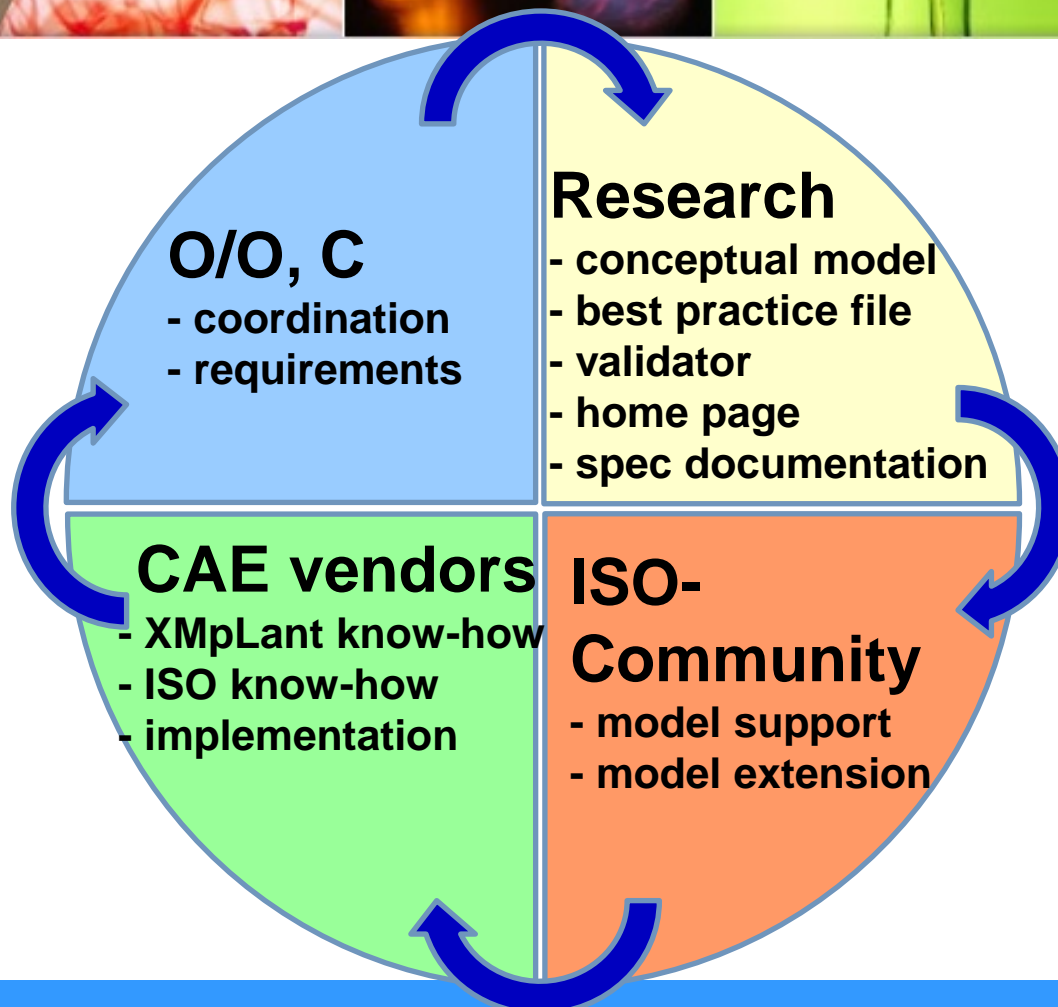 O/O, C
- coordination
- requirements
Research
- conceptual model
- best practice file
- validator
- home page
- spec documentation
CAE vendors
- XMpLant know-how
- ISO know-how
- implementation
ISO-
Community
- model support
- model extension